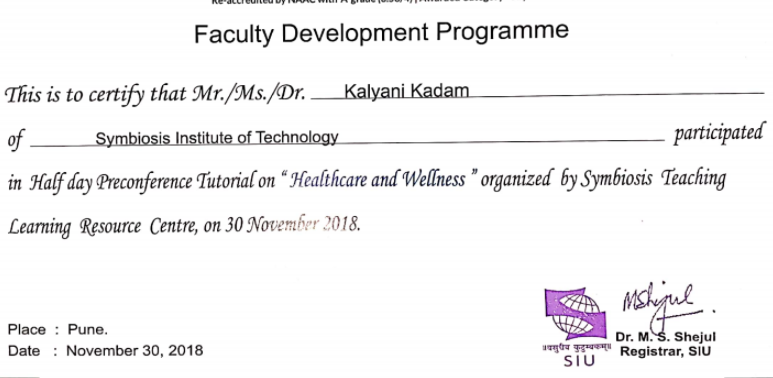 Faculty Development Programme
This is to certify that Mr./Ms./Dr. Kalyani Kadam
of Symbiosis Institute of Technology participated
in Half day Preconference Tutorial on “ Healthcare and Wellness ” organized by Symbiosis Teaching
Learning Resource Centre, on 30 November 2018.
MShejul
॥वसुधैव कुटुम्बकम्॥
SIU
Place : Pune.
Date : November 30, 2018
Dr. M. S. Shejul
Registrar, SIU